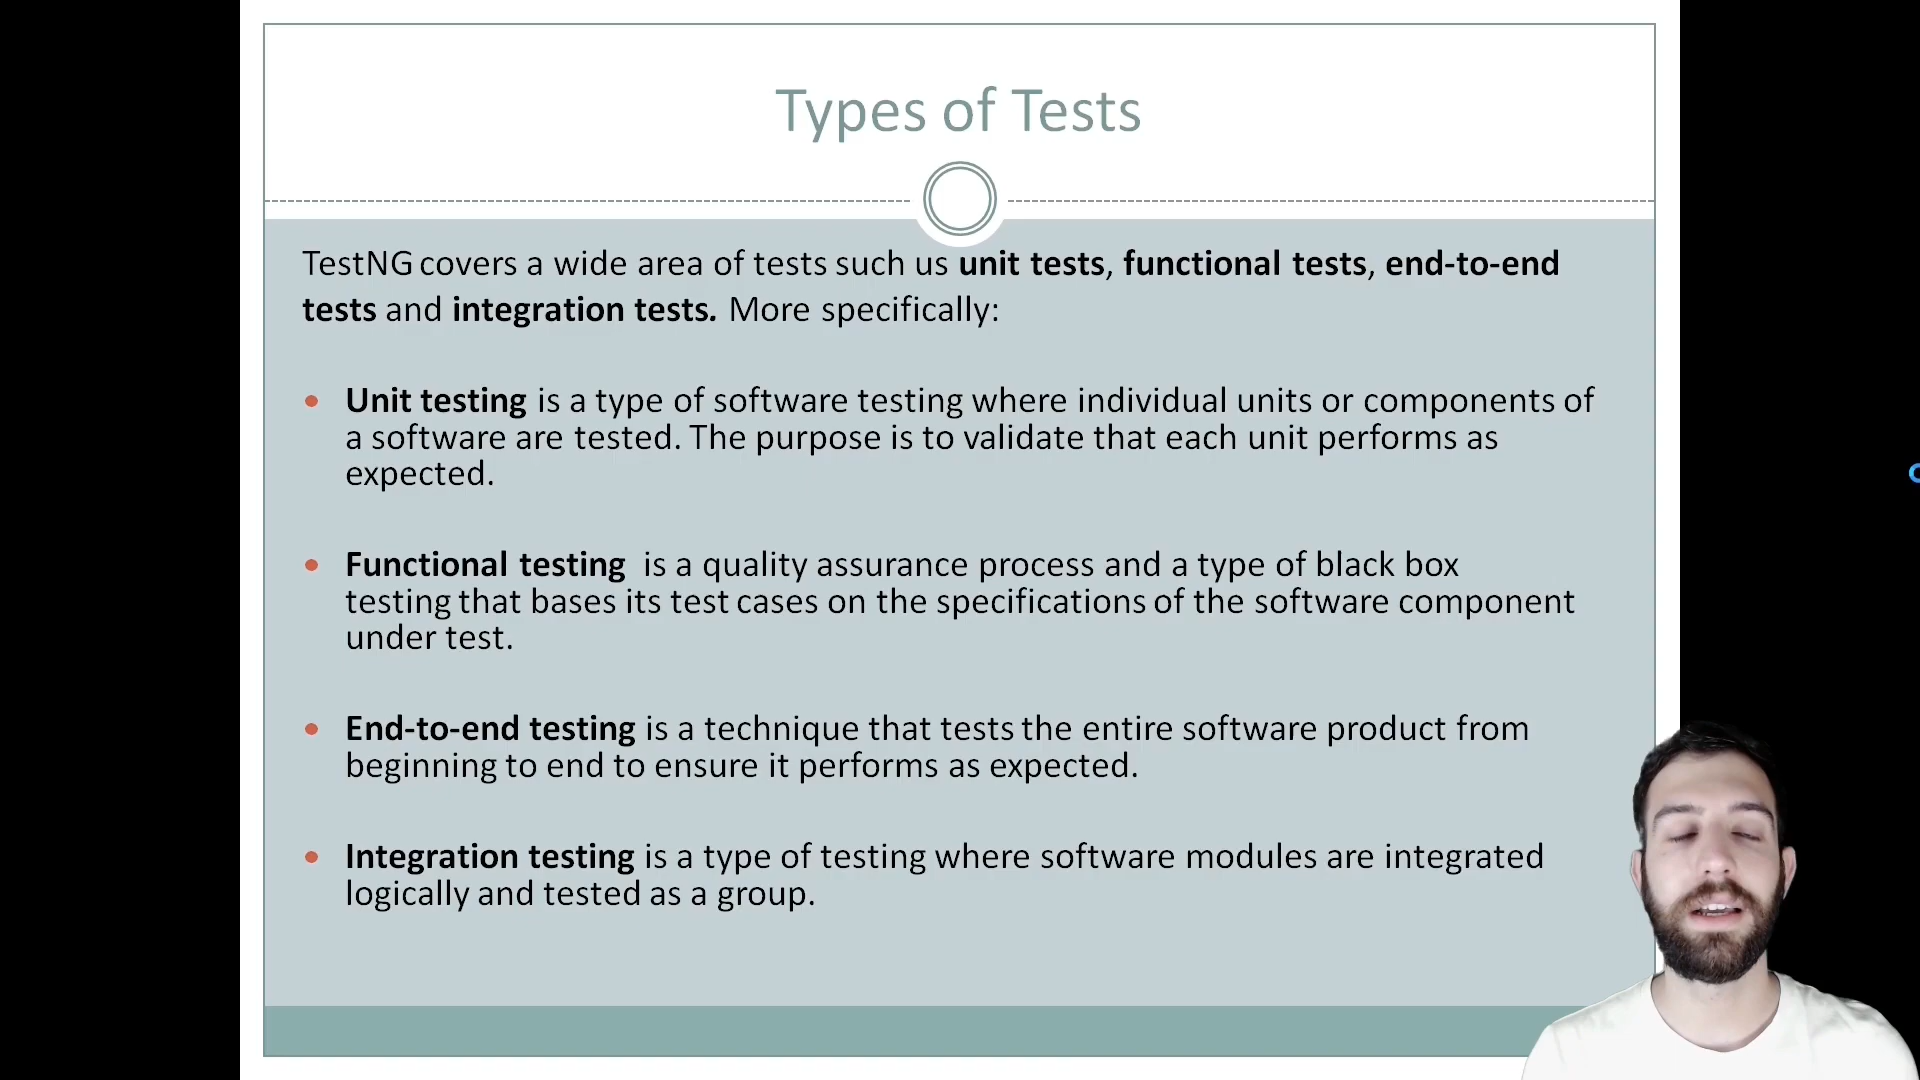 Types of Tests
TestNG covers a wide area of tests such us unit tests, functional tests, end-to-end
tests and integration tests. More specifically:
• Unit testing is a type of software testing where individual units or components of
a software are tested. The purpose is to validate that each unit performs as
expected.
• Functional testing is a quality assurance process and a type of black box
testing that bases its test cases on the specifications of the software component
under test.
• End-to-end testing is a technique that tests the entire software product from
beginning to end to ensure it performs as expected.
• Integration testing is a type of testing where software modules are integrated
logically and tested as a group.